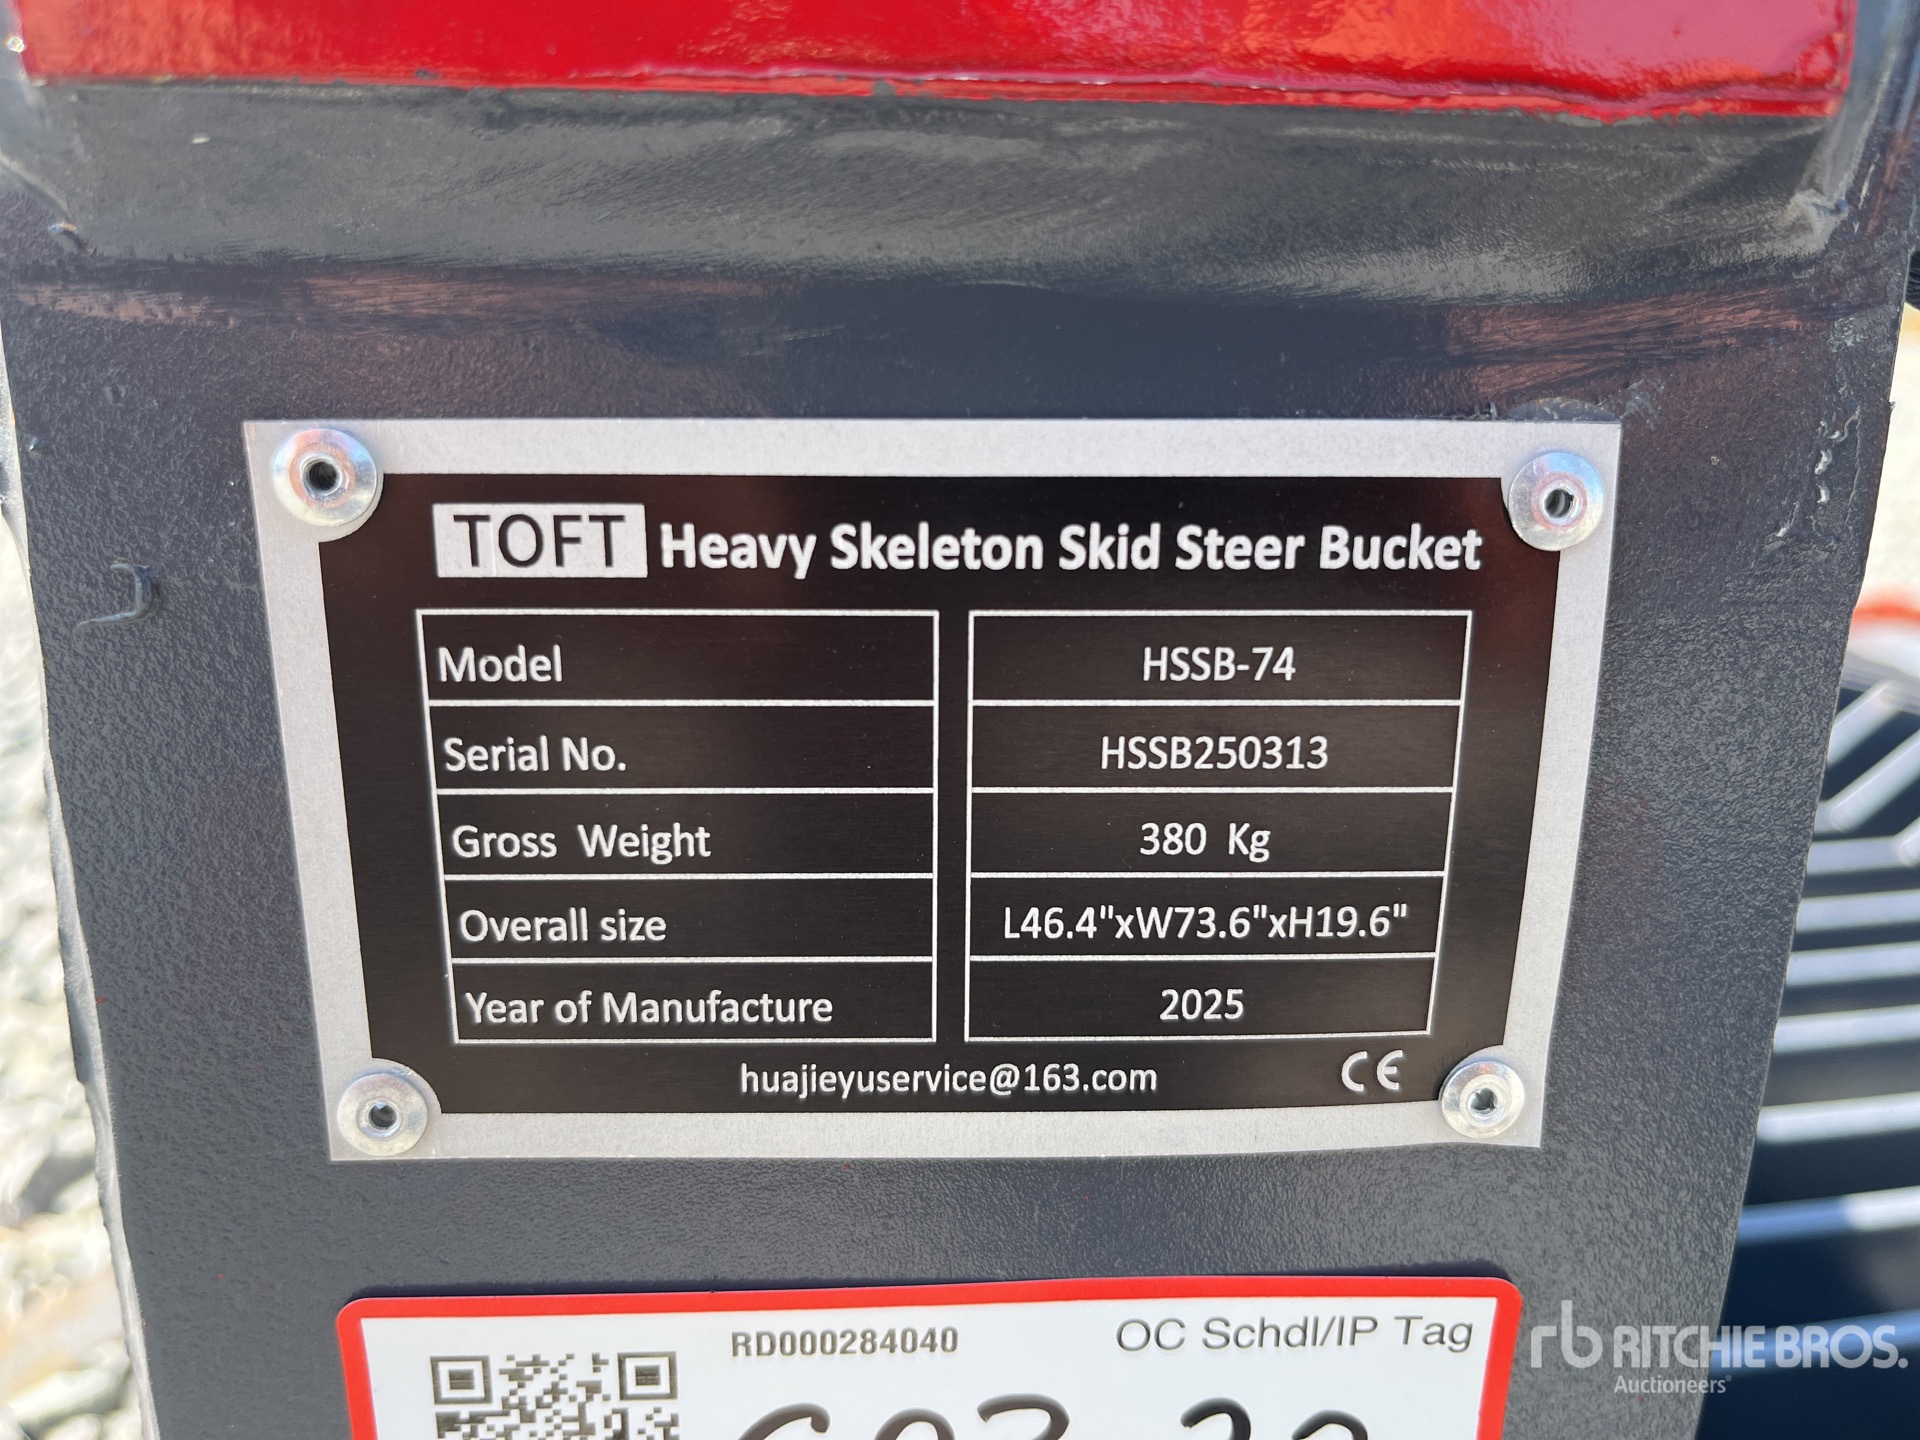 TOFT Heavy Skeleton Skid Steer Bucket
Model HSSB-74
Serial No. HSSB250313
Gross Weight 380 Kg
Overall size L46.4"xW73.6"xH19.6"
Year of Manufacture 2025
huajieyuservice@163.com CE
RD000284040 OC Schdl/IP Tag
rb RITCHIE BROS.
Auctioneers